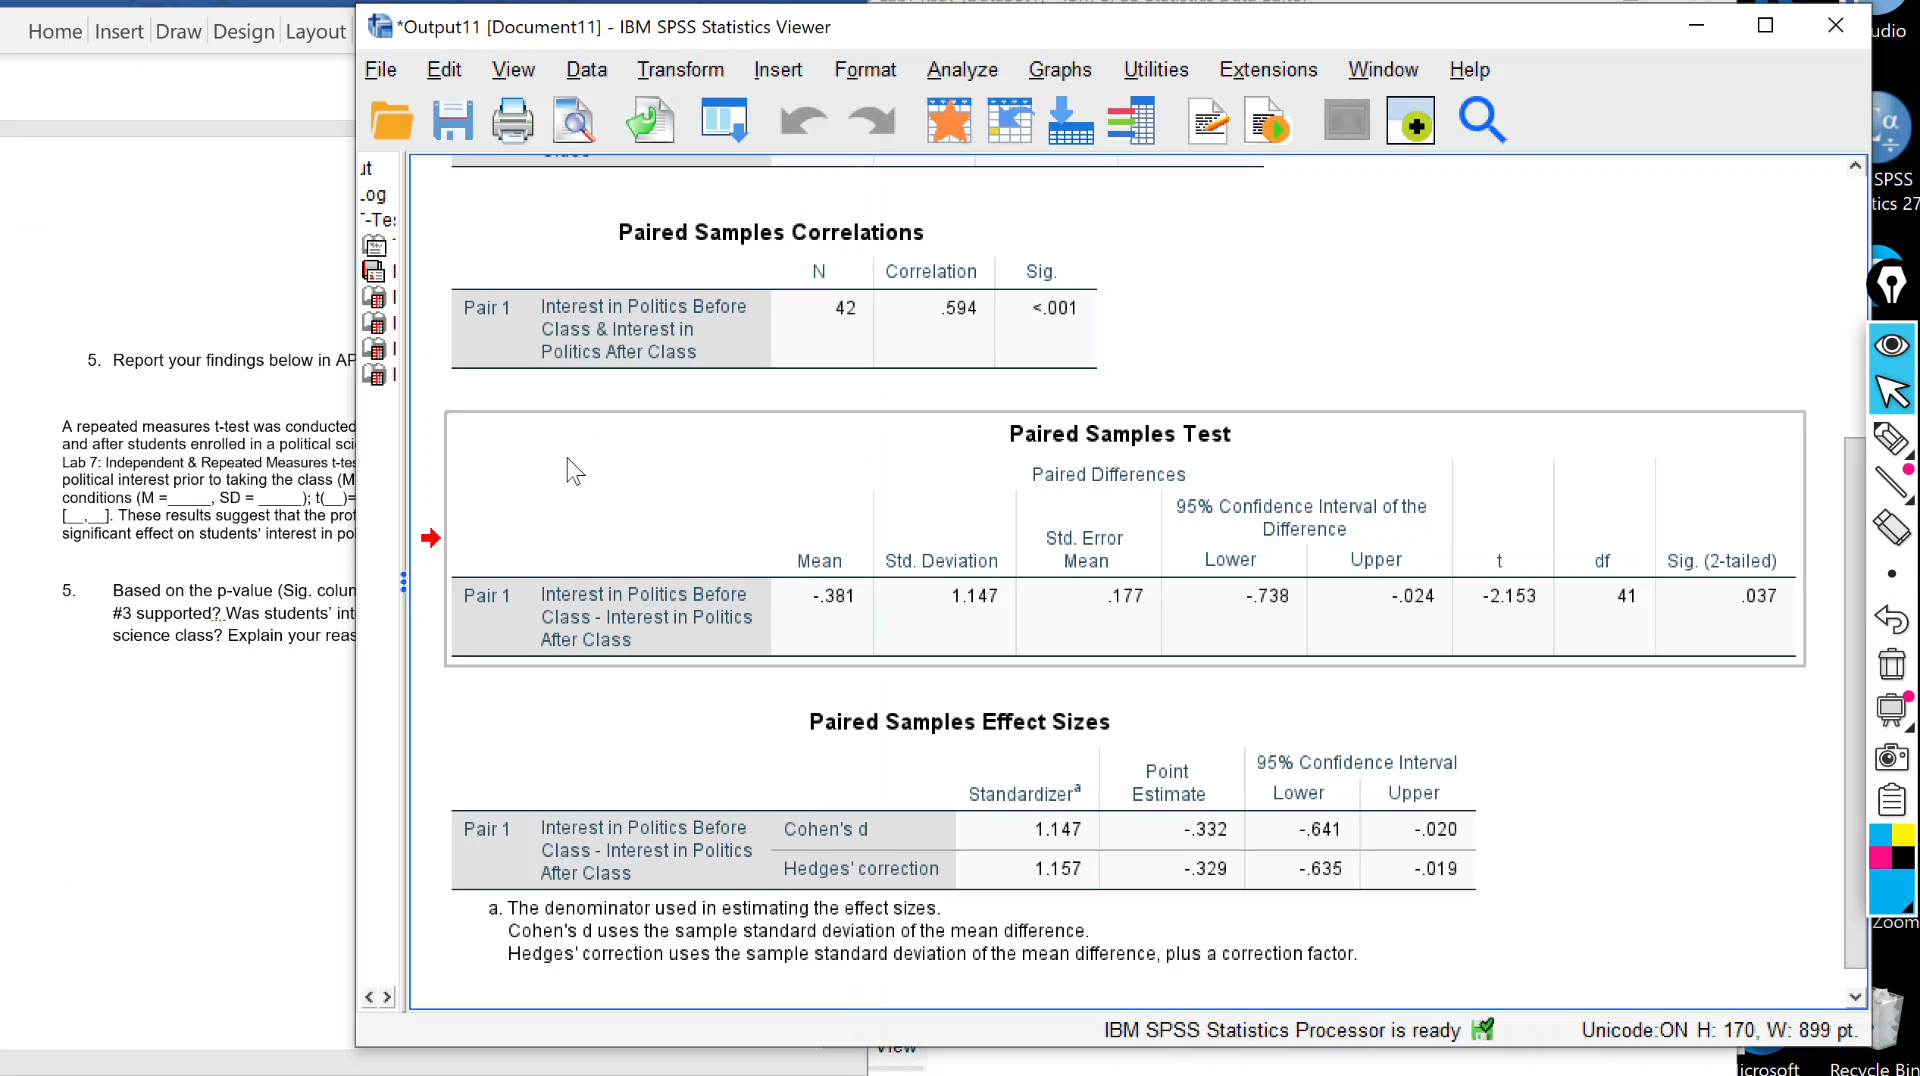 *Output11 [Document11] - IBM SPSS Statistics Viewer
Home Insert Draw Design Layout
File Edit View Data Transform Insert Format Analyze Graphs Utilities Extensions Window Help
Paired Samples Correlations
N Correlation Sig.
Pair 1 Interest in Politics Before Class & Interest in Politics After Class 42 .594 <.001
Paired Samples Test
Paired Differences
95% Confidence Interval of the Difference
Mean Std. Deviation Std. Error Mean Lower Upper t df Sig. (2-tailed)
Pair 1 Interest in Politics Before Class - Interest in Politics After Class -.381 1.147 .177 -.738 -.024 -2.153 41 .037
Paired Samples Effect Sizes
95% Confidence Interval
Standardizerᵃ Point Estimate Lower Upper
Pair 1 Interest in Politics Before Class - Interest in Politics After Class Cohen's d 1.147 -.332 -.641 -.020
Hedges' correction 1.157 -.329 -.635 -.019
a. The denominator used in estimating the effect sizes.
Cohen's d uses the sample standard deviation of the mean difference.
Hedges' correction uses the sample standard deviation of the mean difference, plus a correction factor.
IBM SPSS Statistics Processor is ready Unicode:ON H: 170, W: 899 pt.
5. Report your findings below in AP
A repeated measures t-test was conducted
and after students enrolled in a political sci
Lab 7: Independent & Repeated Measures t-tes
political interest prior to taking the class (M
conditions (M =_____, SD = _____); t(__)=
[__,__]. These results suggest that the prof
significant effect on students' interest in po
5. Based on the p-value (Sig. colum
#3 supported? Was students' int
science class? Explain your reas
udio
SPSS
tics 27
Zoom
icrosoft
Recycle Bin
View